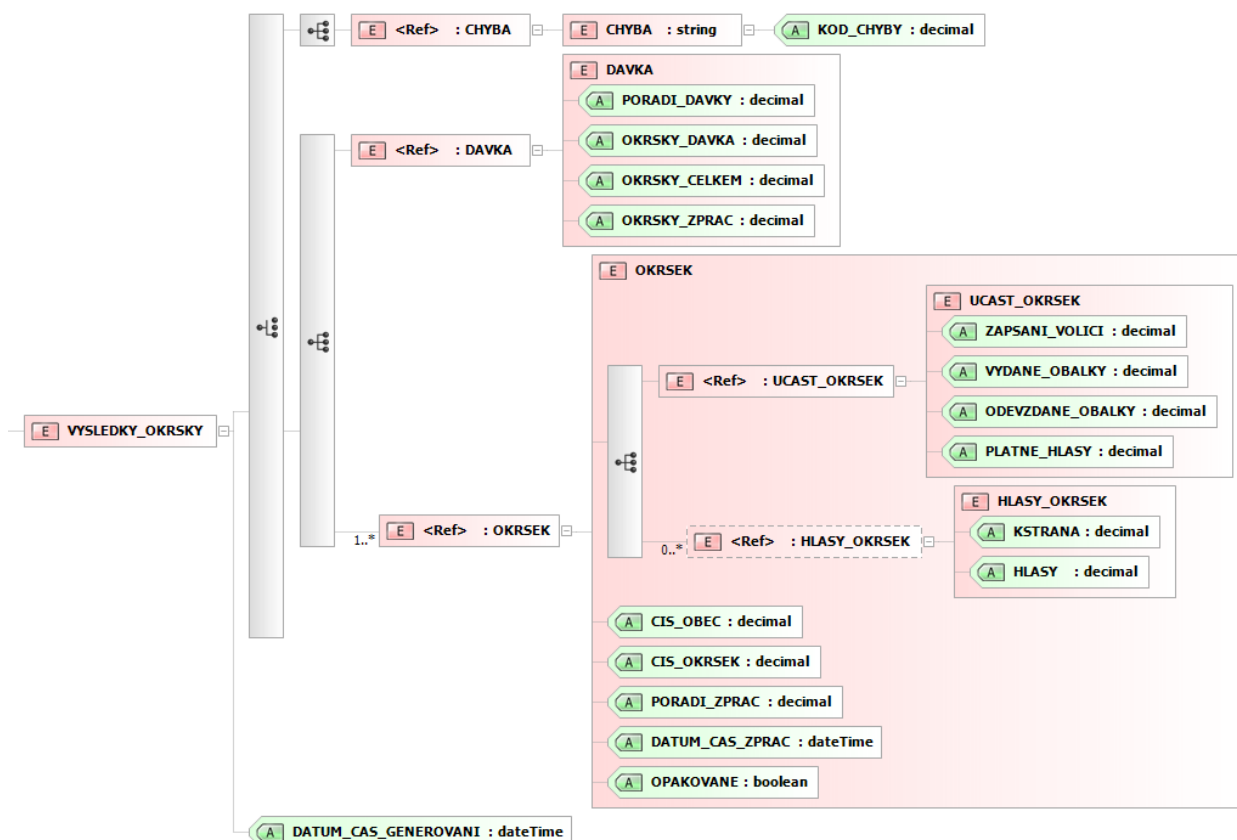 E <Ref> : CHYBA
E CHYBA : string
A KOD_CHYBY : decimal
E DAVKA
A PORADI_DAVKY : decimal
A OKRSKY_DAVKA : decimal
E <Ref> : DAVKA
A OKRSKY_CELKEM : decimal
A OKRSKY_ZPRAC : decimal
E OKRSEK
E UCAST_OKRSEK
A ZAPSANI_VOLICI : decimal
E <Ref> : UCAST_OKRSEK
A VYDANE_OBALKY : decimal
A ODEVZDANE_OBALKY : decimal
A PLATNE_HLASY : decimal
E VYSLEDKY_OKRSKY
E HLASY_OKRSEK
1..* E <Ref> : OKRSEK
A KSTRANA : decimal
0..* E <Ref> : HLASY_OKRSEK
A HLASY : decimal
A CIS_OBEC : decimal
A CIS_OKRSEK : decimal
A PORADI_ZPRAC : decimal
A DATUM_CAS_ZPRAC : dateTime
A OPAKOVANE : boolean
A DATUM_CAS_GENEROVANI : dateTime